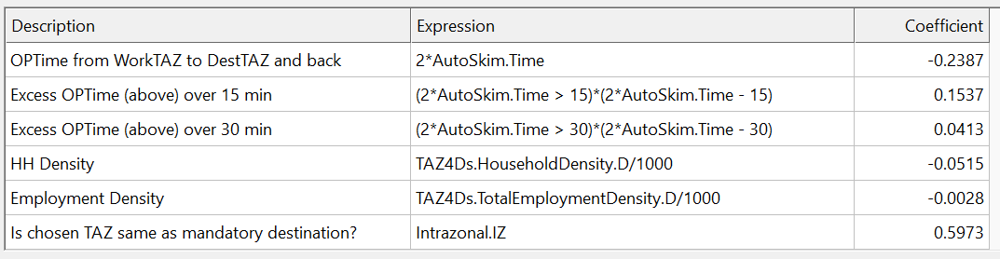 Description Expression Coefficient
OPTime from WorkTAZ to DestTAZ and back 2*AutoSkim.Time -0.2387
Excess OPTime (above) over 15 min (2*AutoSkim.Time > 15)*(2*AutoSkim.Time - 15) 0.1537
Excess OPTime (above) over 30 min (2*AutoSkim.Time > 30)*(2*AutoSkim.Time - 30) 0.0413
HH Density TAZ4Ds.HouseholdDensity.D/1000 -0.0515
Employment Density TAZ4Ds.TotalEmploymentDensity.D/1000 -0.0028
Is chosen TAZ same as mandatory destination? Intrazonal.IZ 0.5973